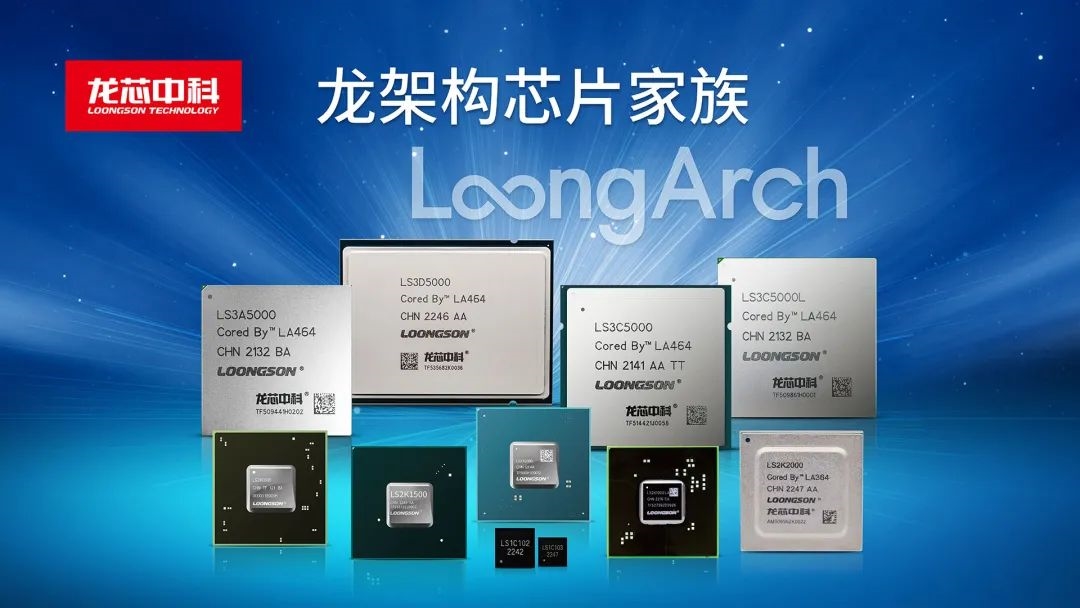 龙芯中科
LOONGSON TECHNOLOGY
龙架构芯片家族
LoongArch
LS3A5000
Cored By™ LA464
CHN 2132 BA
LOONGSON®
龙芯中科®
TF509441H0202
LS3D5000
Cored By™ LA464
CHN 2246 AA
LOONGSON®
龙芯中科®
TF535682K0036
LS3C5000
Cored By™ LA464
CHN 2141 AA TT
LOONGSON®
龙芯中科®
TF514421J0056
LS3C5000L
Cored By™ LA464
CHN 2132 BA
LOONGSON®
龙芯中科®
LOONGSON®
LS2K1500
LOONGSON
LOONGSON
LOONGSON
LS2K2000
Cored By™ LA364
CHN 2247 AA
LOONGSON®
龙芯中科®
LS1C102
2242
LS1C103
2247